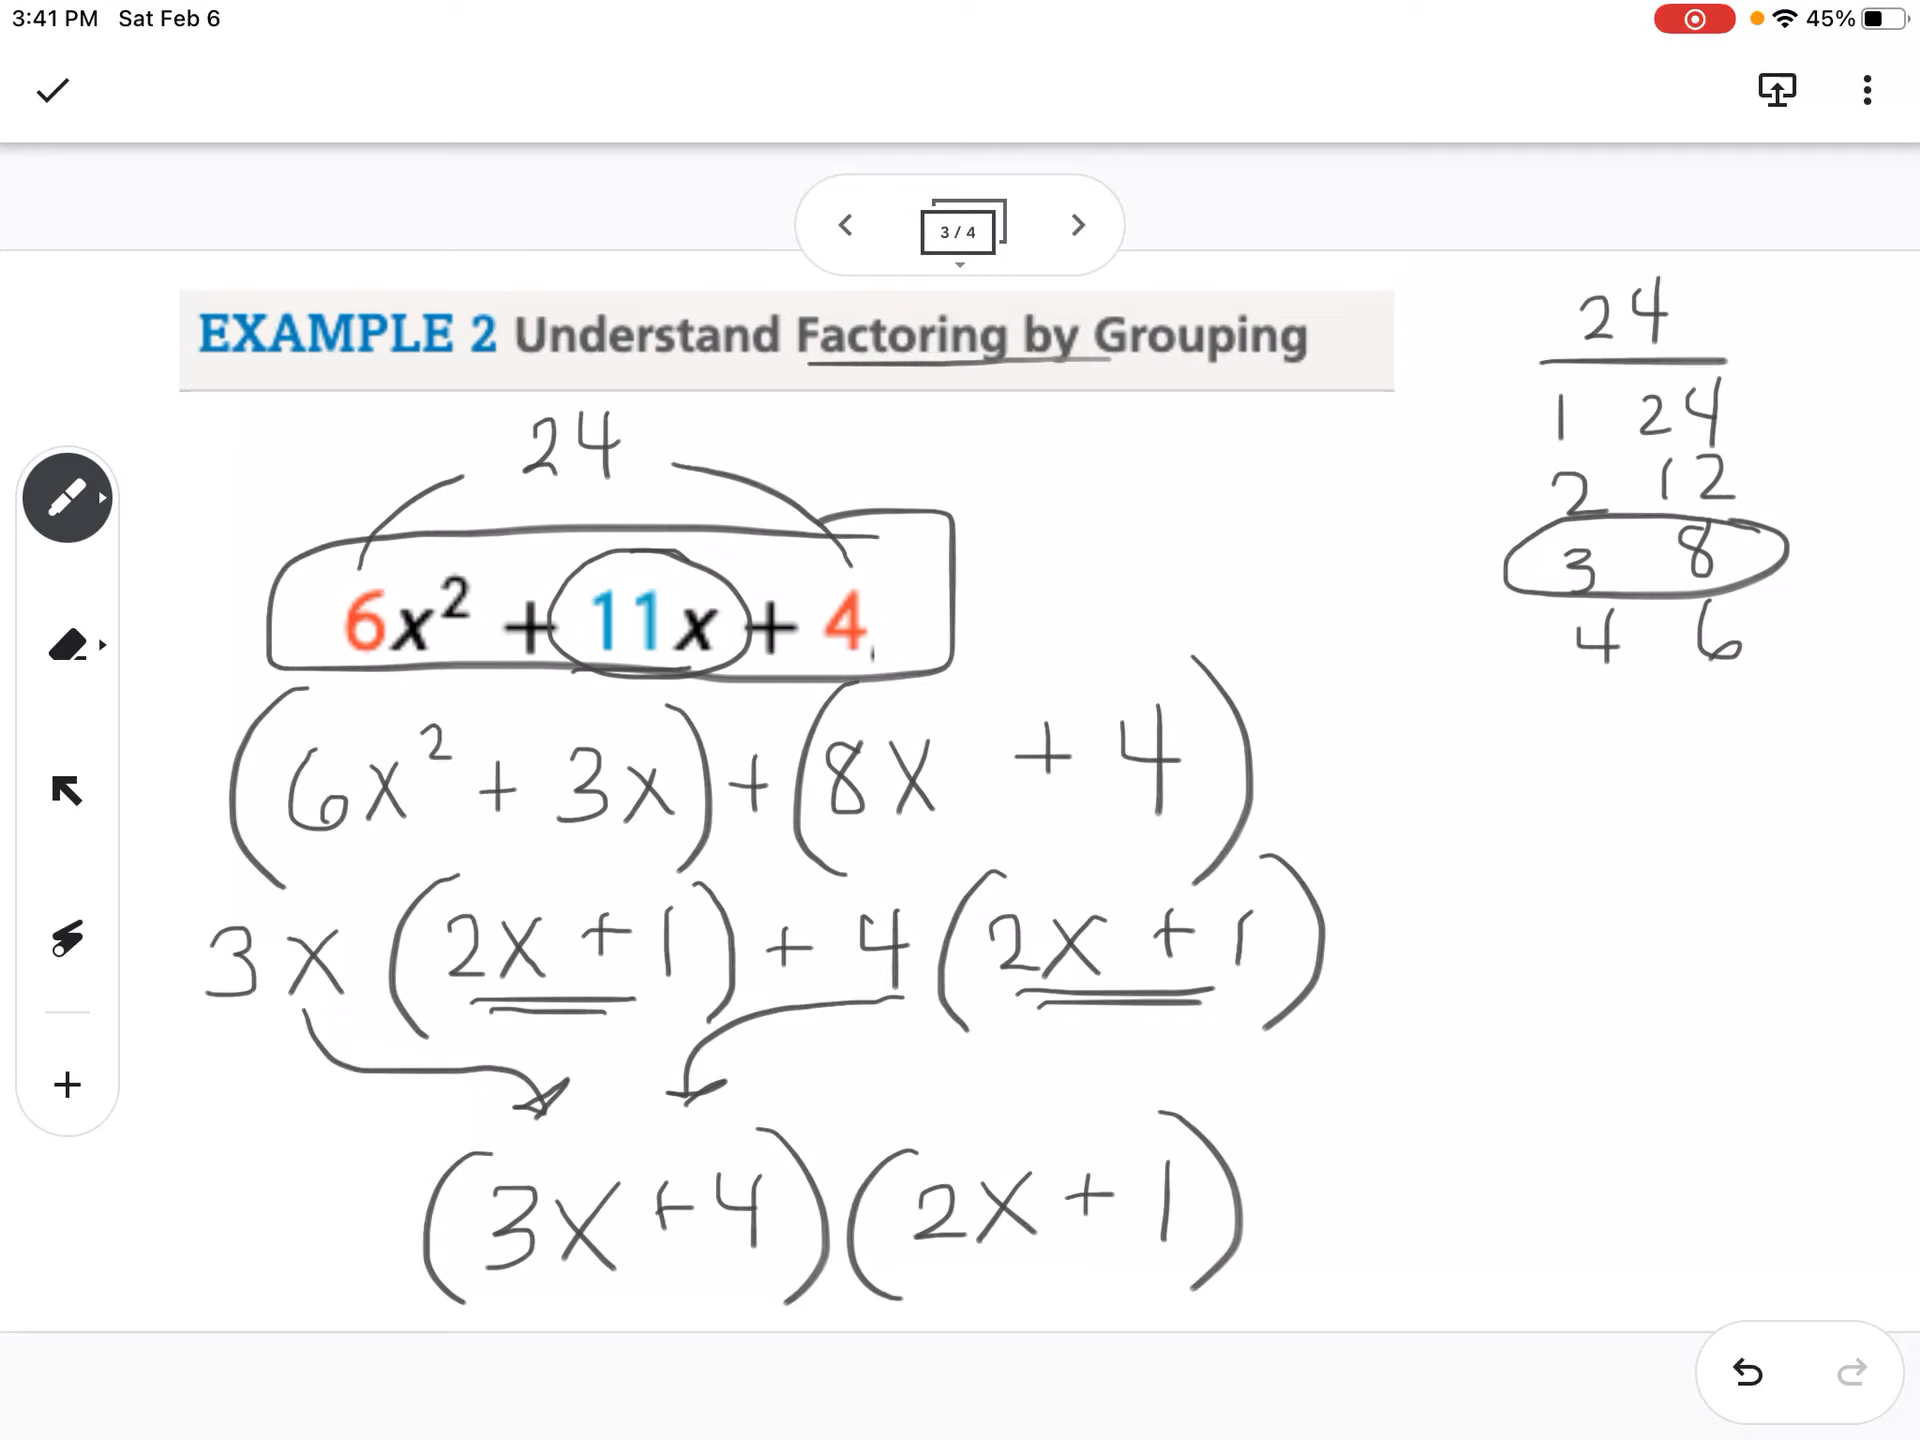 3:41 PM Sat Feb 6
45%
3 / 4
EXAMPLE 2 Understand Factoring by Grouping
24
6x² + 11x + 4,
(6x² + 3x) + (8x + 4)
3x (2x + 1) + 4 (2x + 1)
(3x + 4)(2x + 1)
24
1 24
2 12
3 8
4 6